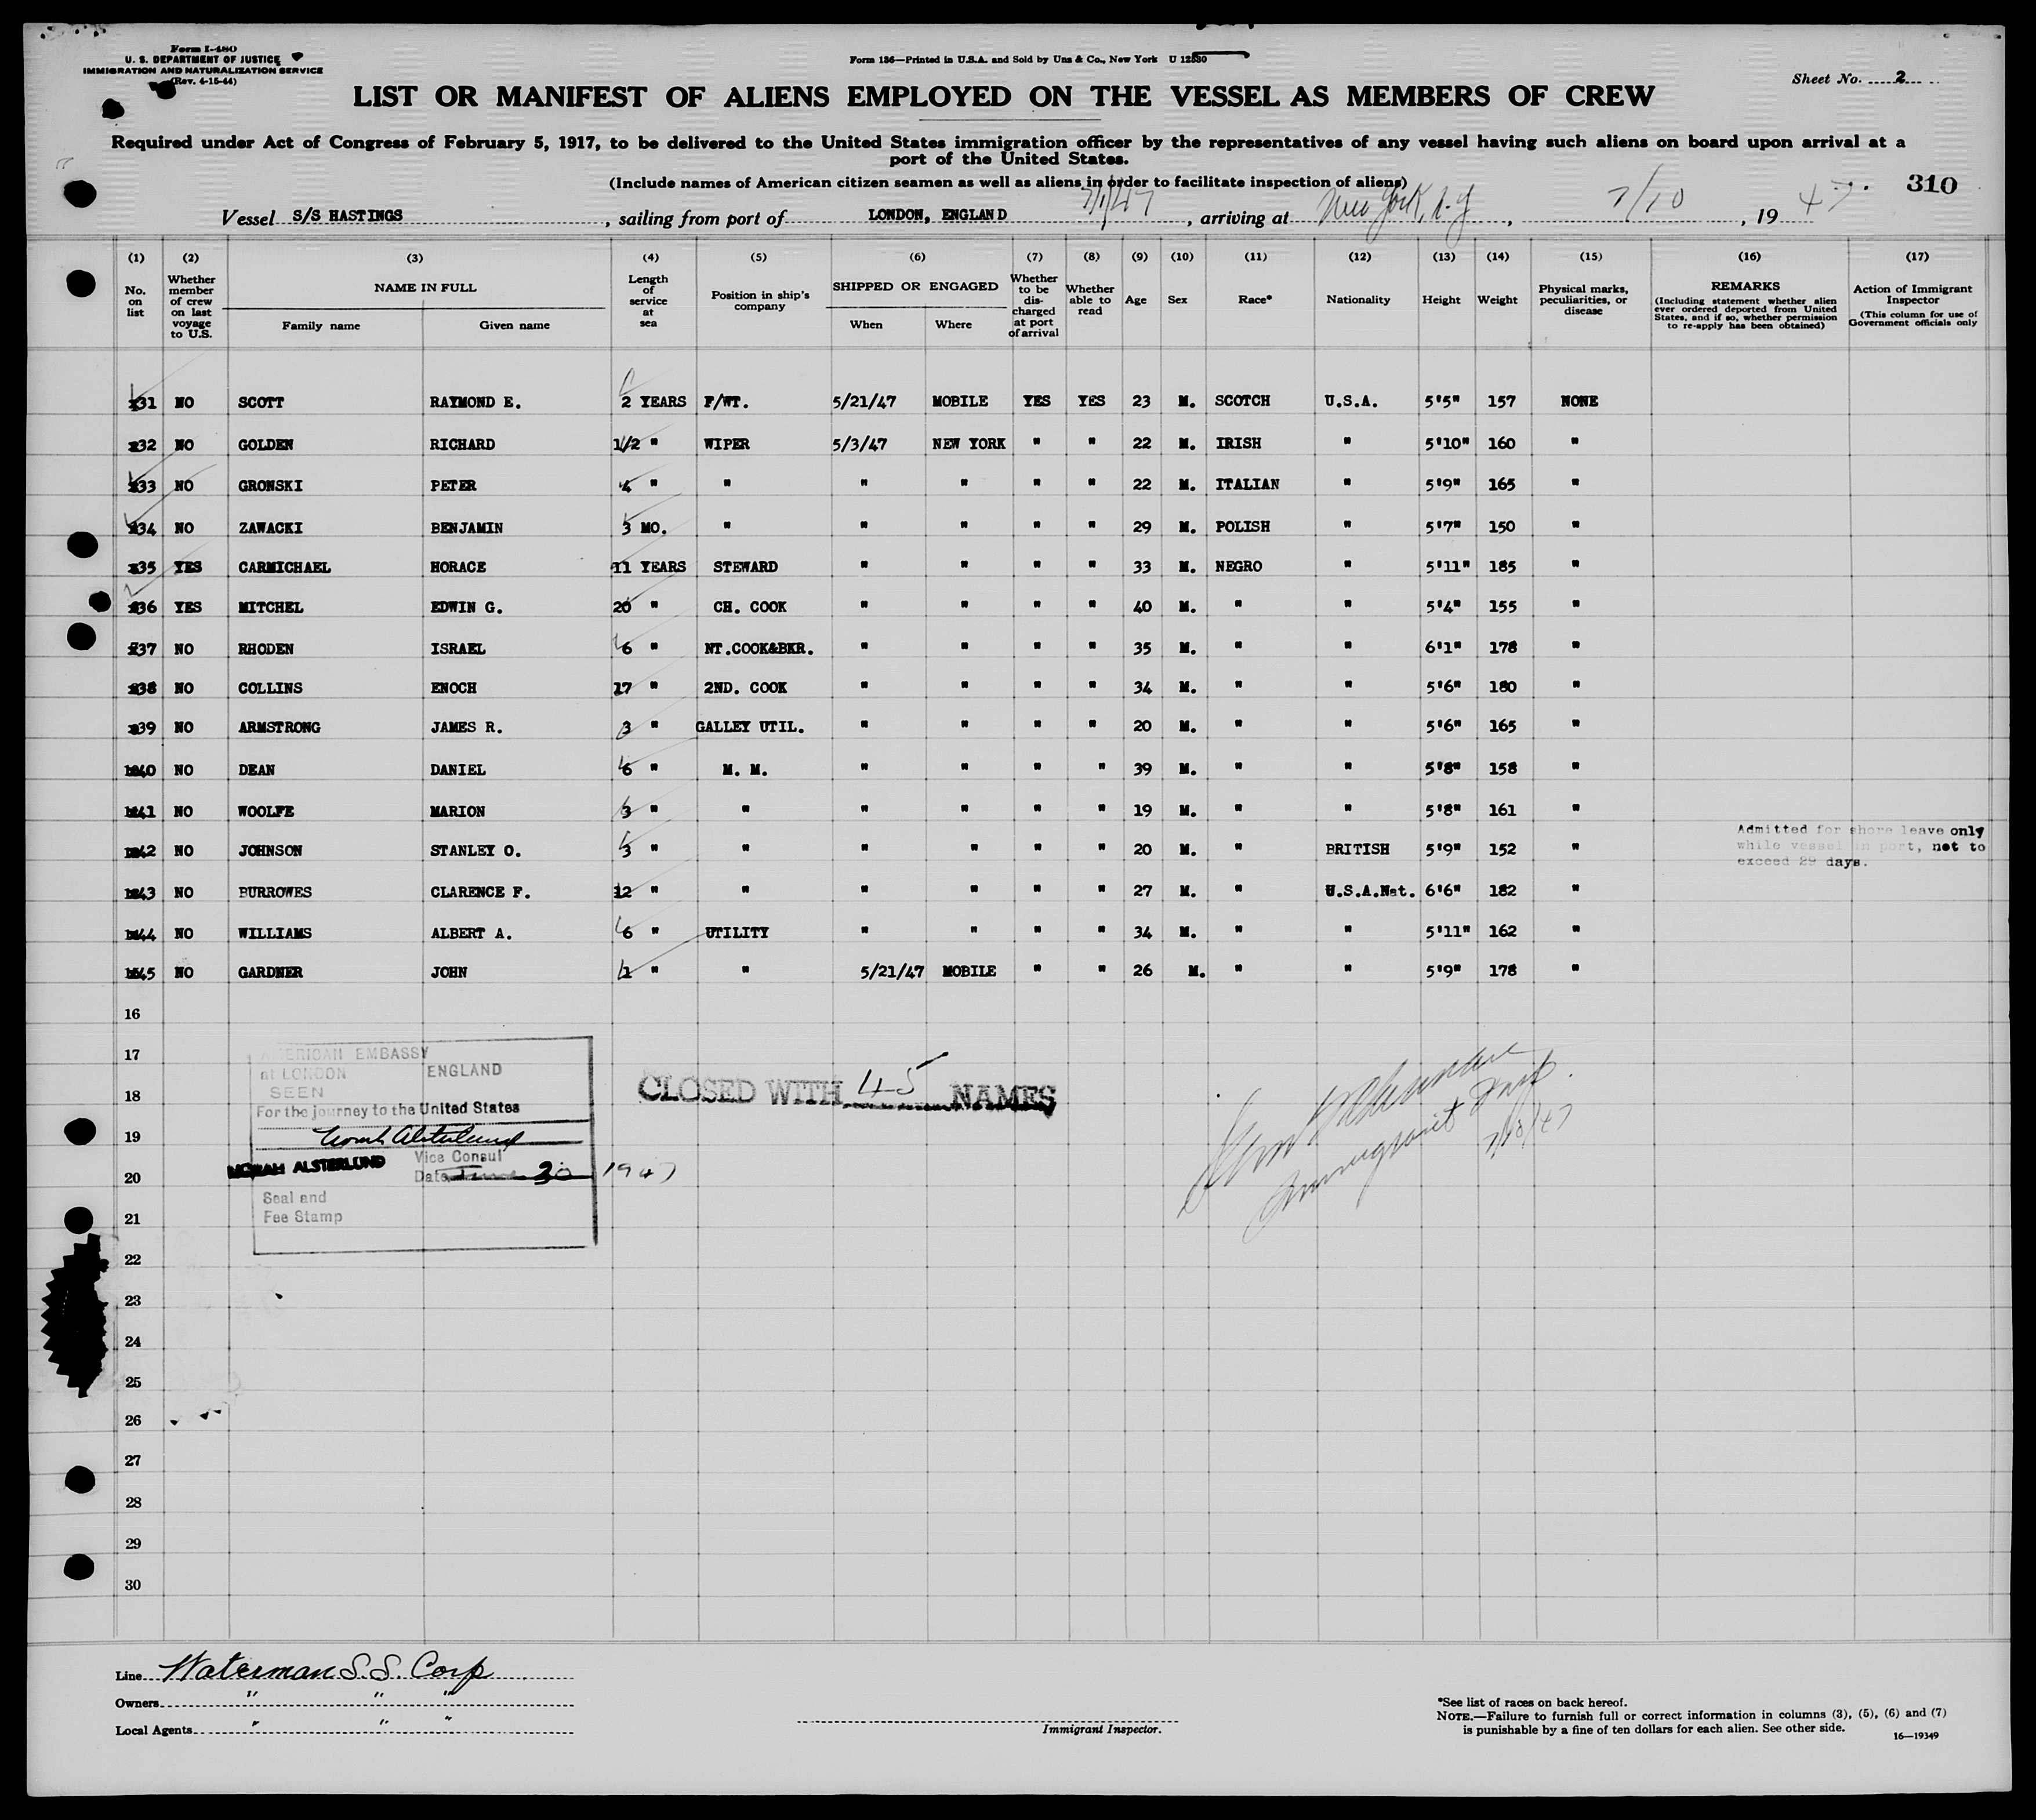 Form I-480
U. S. DEPARTMENT OF JUSTICE
IMMIGRATION AND NATURALIZATION SERVICE
(Rev. 4-15-44)
Form 136—Printed in U.S.A. and Sold by Unz & Co., New York U 12580
Sheet No. 2
LIST OR MANIFEST OF ALIENS EMPLOYED ON THE VESSEL AS MEMBERS OF CREW
Required under Act of Congress of February 5, 1917, to be delivered to the United States immigration officer by the representatives of any vessel having such aliens on board upon arrival at a
port of the United States.
(Include names of American citizen seamen as well as aliens in order to facilitate inspection of aliens)
310
Vessel S/S HASTINGS, sailing from port of LONDON, ENGLAND 7/1/47, arriving at New York, N.Y, 7/10, 19 47
(1) (2) (3) (4) (5) (6) (7) (8) (9) (10) (11) (12) (13) (14) (15) (16) (17)
No. on list
Whether member of crew on last voyage to U.S.
NAME IN FULL
Family name Given name
Length of service at sea
Position in ship's company
SHIPPED OR ENGAGED
When Where
Whether to be discharged at port of arrival
Whether able to read
Age
Sex
Race*
Nationality
Height
Weight
Physical marks, peculiarities, or disease
REMARKS
(Including statement whether alien ever ordered deported from United States, and if so, whether permission to re-apply has been obtained)
Action of Immigrant Inspector
(This column for use of Government officials only
31 NO SCOTT RAYMOND E. 2 YEARS F/WT. 5/21/47 MOBILE YES YES 23 M. SCOTCH U.S.A. 5'5" 157 NONE
32 NO GOLDEN RICHARD 1/2 " WIPER 5/3/47 NEW YORK " " 22 M. IRISH " 5'10" 160 "
33 NO GRONSKI PETER 4 " " " " " " 22 M. ITALIAN " 5'9" 165 "
34 NO ZAWACKI BENJAMIN 3 MO. " " " " " 29 M. POLISH " 5'7" 150 "
35 YES CARMICHAEL HORACE 11 YEARS STEWARD " " " " 33 M. NEGRO " 5'11" 185 "
36 YES MITCHEL EDWIN G. 20 " CH. COOK " " " " 40 M. " " 5'4" 155 "
37 NO RHODEN ISRAEL 6 " NT.COOK&BKR. " " " " 35 M. " " 6'1" 178 "
38 NO COLLINS ENOCH 17 " 2ND. COOK " " " " 34 M. " " 5'6" 180 "
39 NO ARMSTRONG JAMES R. 3 " GALLEY UTIL. " " " " 20 M. " " 5'6" 165 "
40 NO DEAN DANIEL 6 " M. M. " " " " 39 M. " " 5'8" 158 "
41 NO WOOLFE MARION 3 " " " " " " 19 M. " " 5'8" 161 "
42 NO JOHNSON STANLEY O. 3 " " " " " " 20 M. " BRITISH 5'9" 152 "
Admitted for shore leave only
while vessel in port, not to
exceed 29 days.
43 NO BURROWES CLARENCE F. 12 " " " " " " 27 M. " U.S.A.Nat. 6'6" 182 "
44 NO WILLIAMS ALBERT A. 6 " UTILITY " " " " 34 M. " " 5'11" 162 "
45 NO GARDNER JOHN 1 " " 5/21/47 MOBILE " " 26 M. " " 5'9" 178 "
16
17
18
19
20
21
22
23
24
25
26
27
28
29
30
AMERICAN EMBASSY
at LONDON ENGLAND
SEEN
For the journey to the United States
Norah Alsterlund
NORAH ALSTERLUND Vice Consul
Date June 30 1947
Seal and
Fee Stamp
CLOSED WITH 45 NAMES
Immigrant Insp.
7/10/47
Line Waterman S.S. Corp
Owners " " "
Local Agents " " "
Immigrant Inspector.
*See list of races on back hereof.
NOTE.—Failure to furnish full or correct information in columns (3), (5), (6) and (7)
is punishable by a fine of ten dollars for each alien. See other side.
16—19349